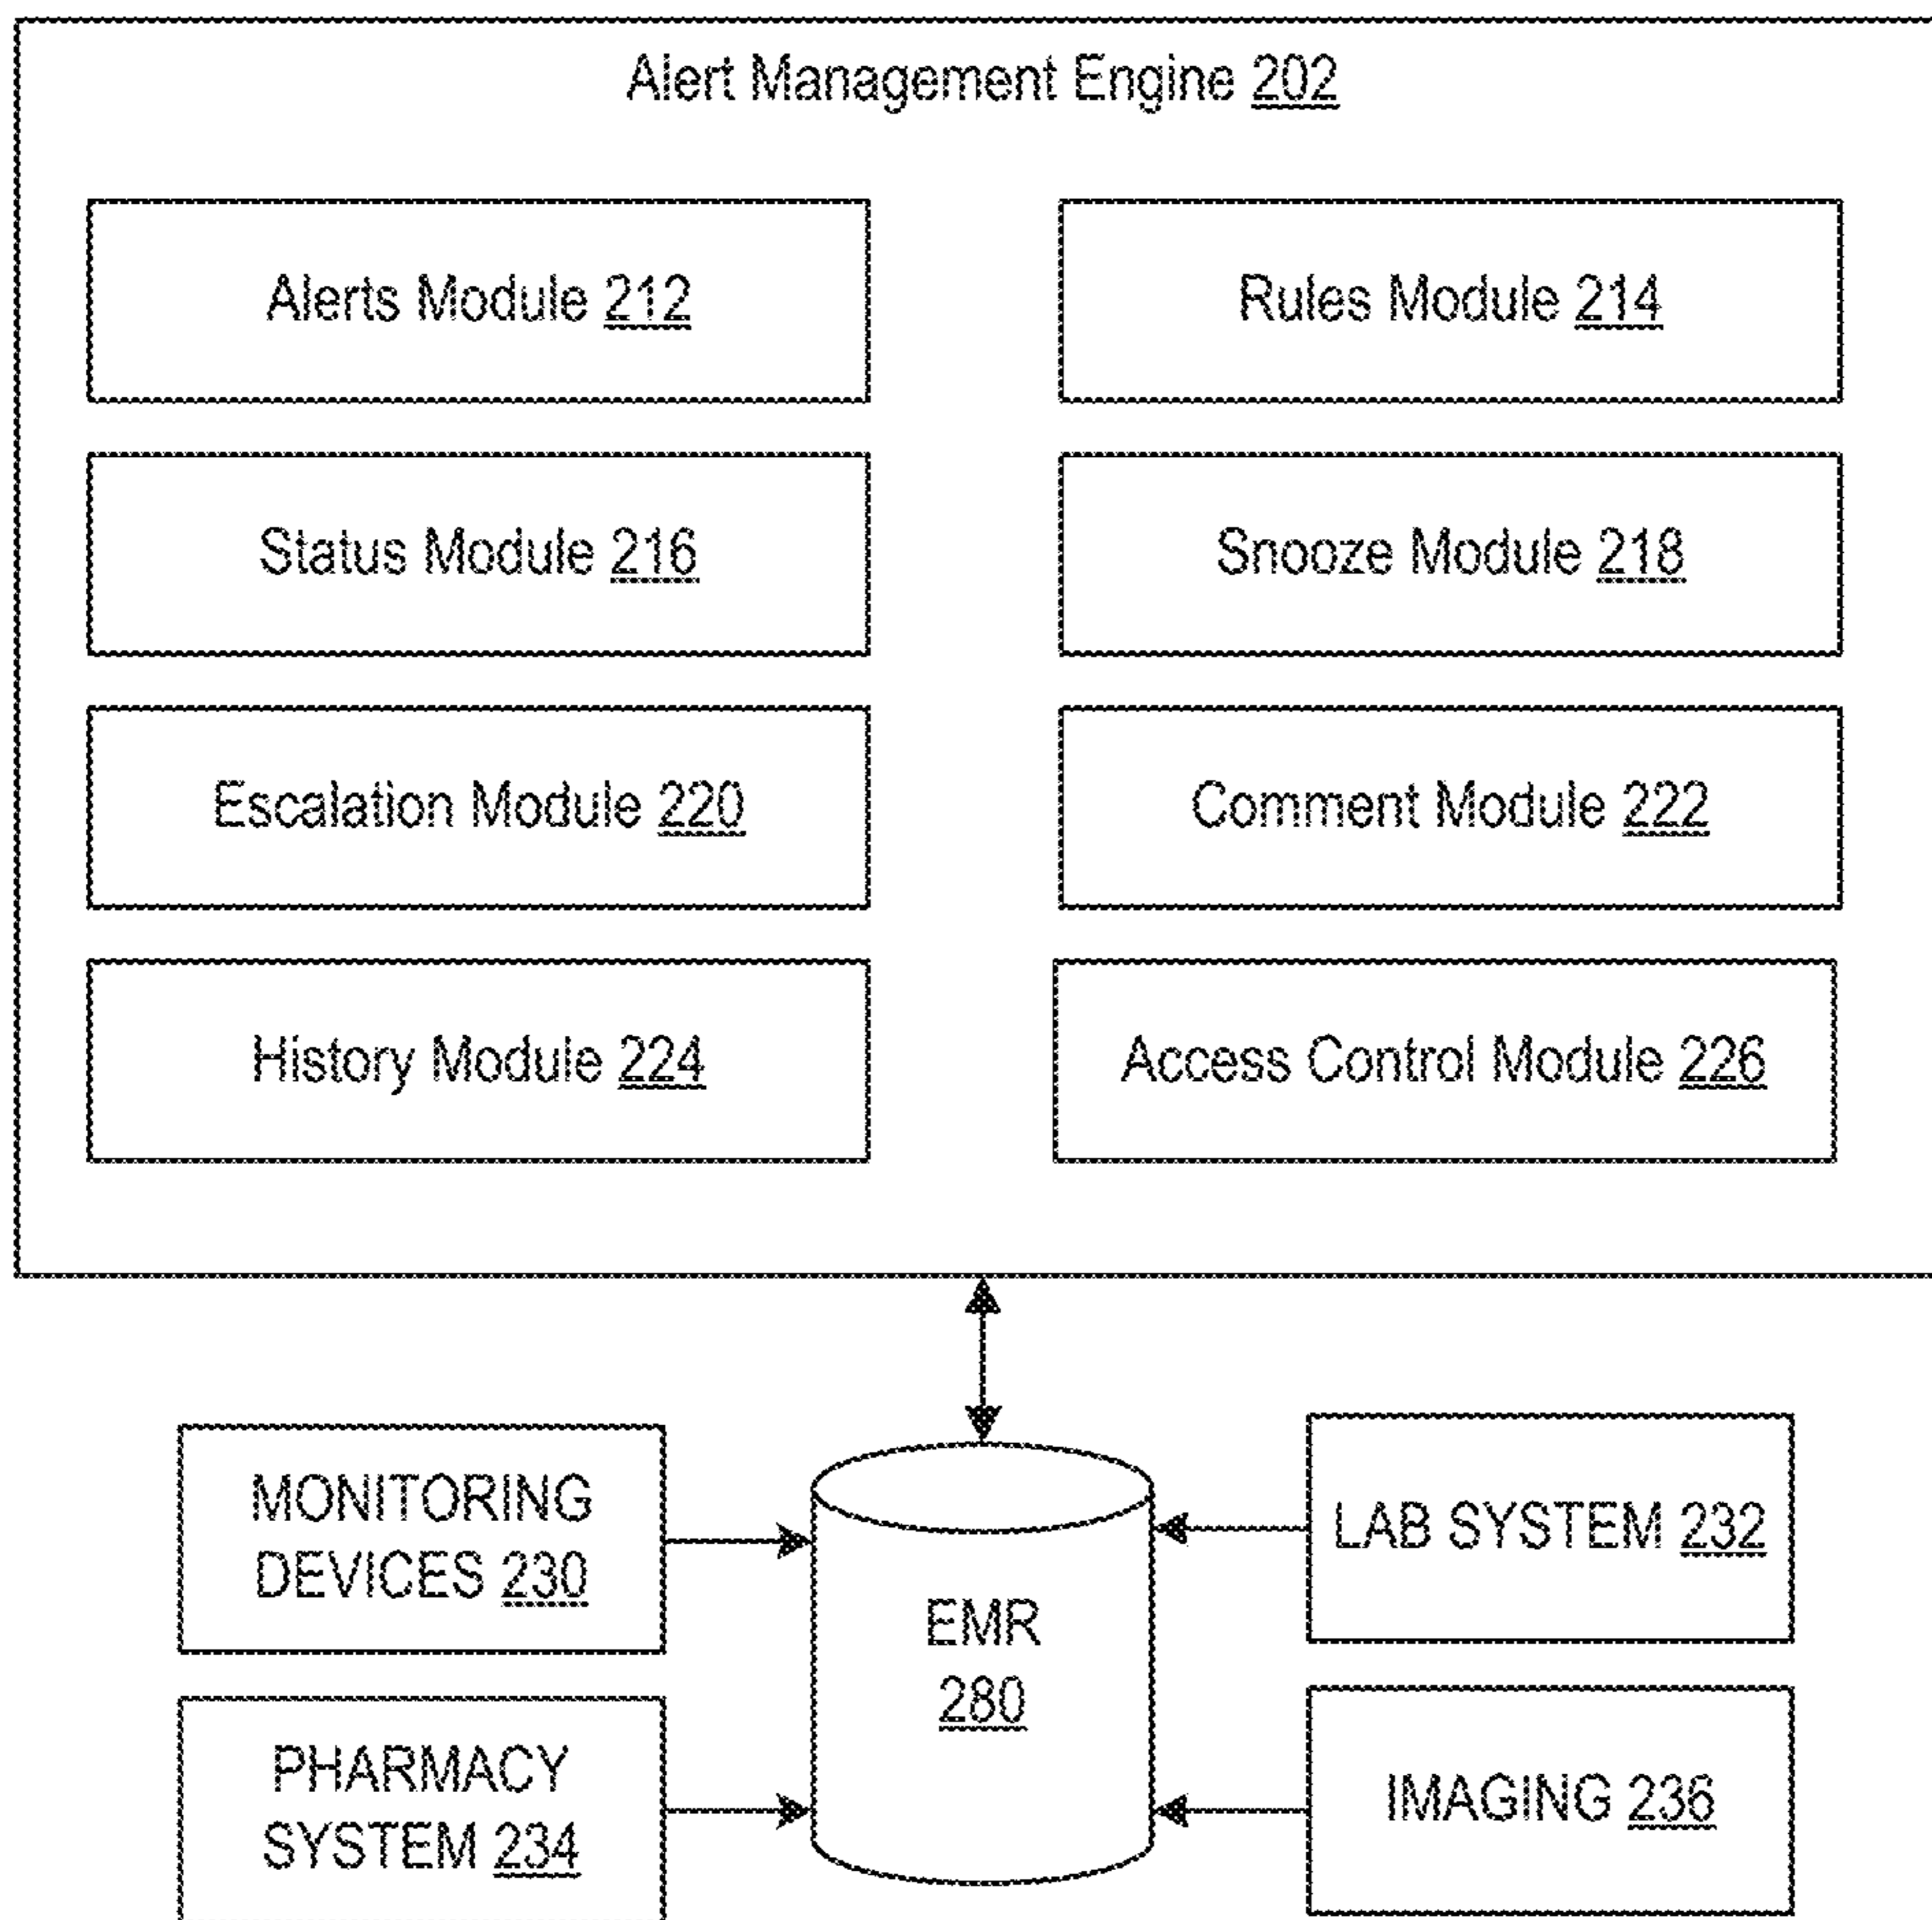 Alert Management Engine 202
Alerts Module 212
Rules Module 214
Status Module 216
Snooze Module 218
Escalation Module 220
Comment Module 222
History Module 224
Access Control Module 226
MONITORING
DEVICES 230
LAB SYSTEM 232
EMR
280
PHARMACY
SYSTEM 234
IMAGING 236